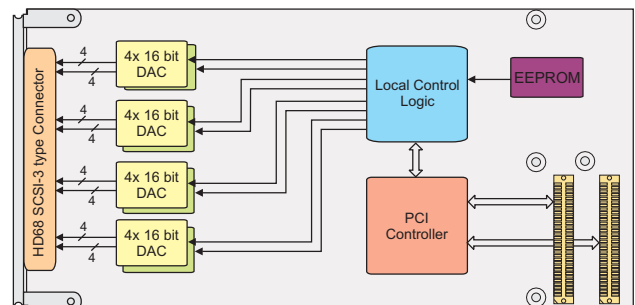 HD68 SCSI-3 type Connector
4
4
4x 16 bit
DAC
4
4
4x 16 bit
DAC
4
4
4x 16 bit
DAC
4
4
4x 16 bit
DAC
Local Control
Logic
EEPROM
PCI
Controller